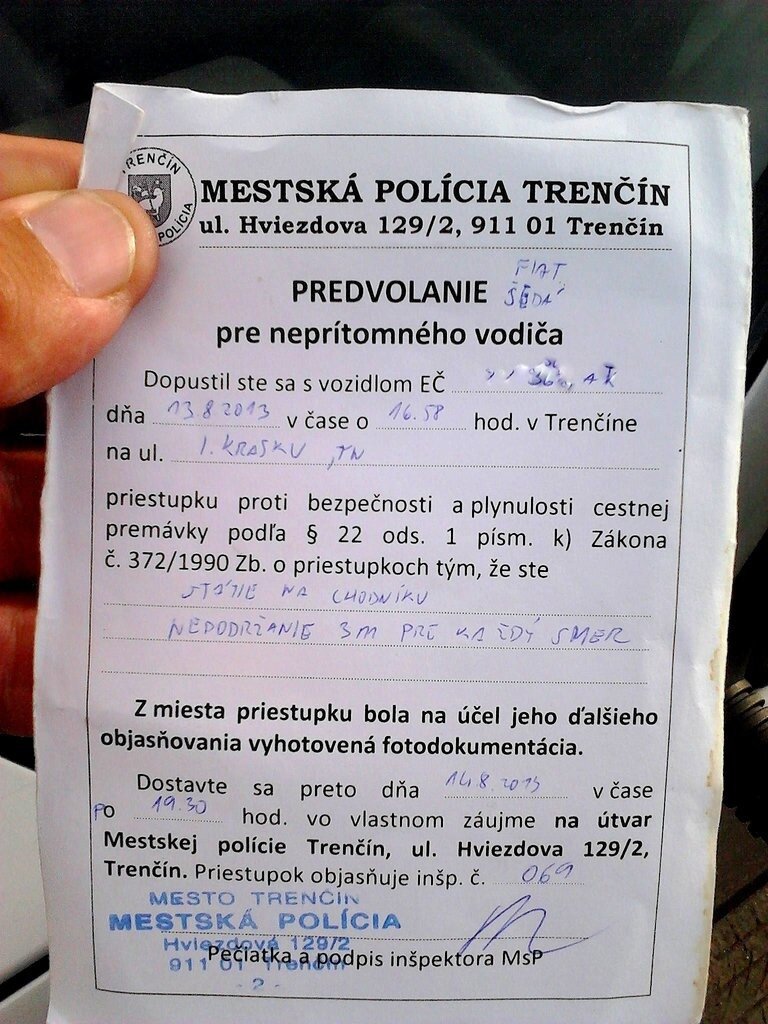 TRENČÍN
POLÍCIA
MESTSKÁ POLÍCIA TRENČÍN
ul. Hviezdova 129/2, 911 01 Trenčín
FIAT
PREDVOLANIE ŠEDÁ
pre neprítomného vodiča
Dopustil ste sa s vozidlom EČ
dňa 13.8.2013 v čase o 16.58 hod. v Trenčíne
na ul. I. KRASKU, TN
priestupku proti bezpečnosti a plynulosti cestnej
premávky podľa § 22 ods. 1 písm. k) Zákona
č. 372/1990 Zb. o priestupkoch tým, že ste
STÁTIE NA CHODNÍKU
NEDODRŽANIE 3M PRE KAŽDÝ SMER
Z miesta priestupku bola na účel jeho ďalšieho
objasňovania vyhotovená fotodokumentácia.
Dostavte sa preto dňa 14.8.2013 v čase
PO 19.30 hod. vo vlastnom záujme na útvar
Mestskej polície Trenčín, ul. Hviezdova 129/2,
Trenčín. Priestupok objasňuje inšp. č. 069
MESTO TRENČÍN
MESTSKÁ POLÍCIA
Hviezdová 129/2
911 01 Trenčín
- 2 -
Pečiatka a podpis inšpektora MsP